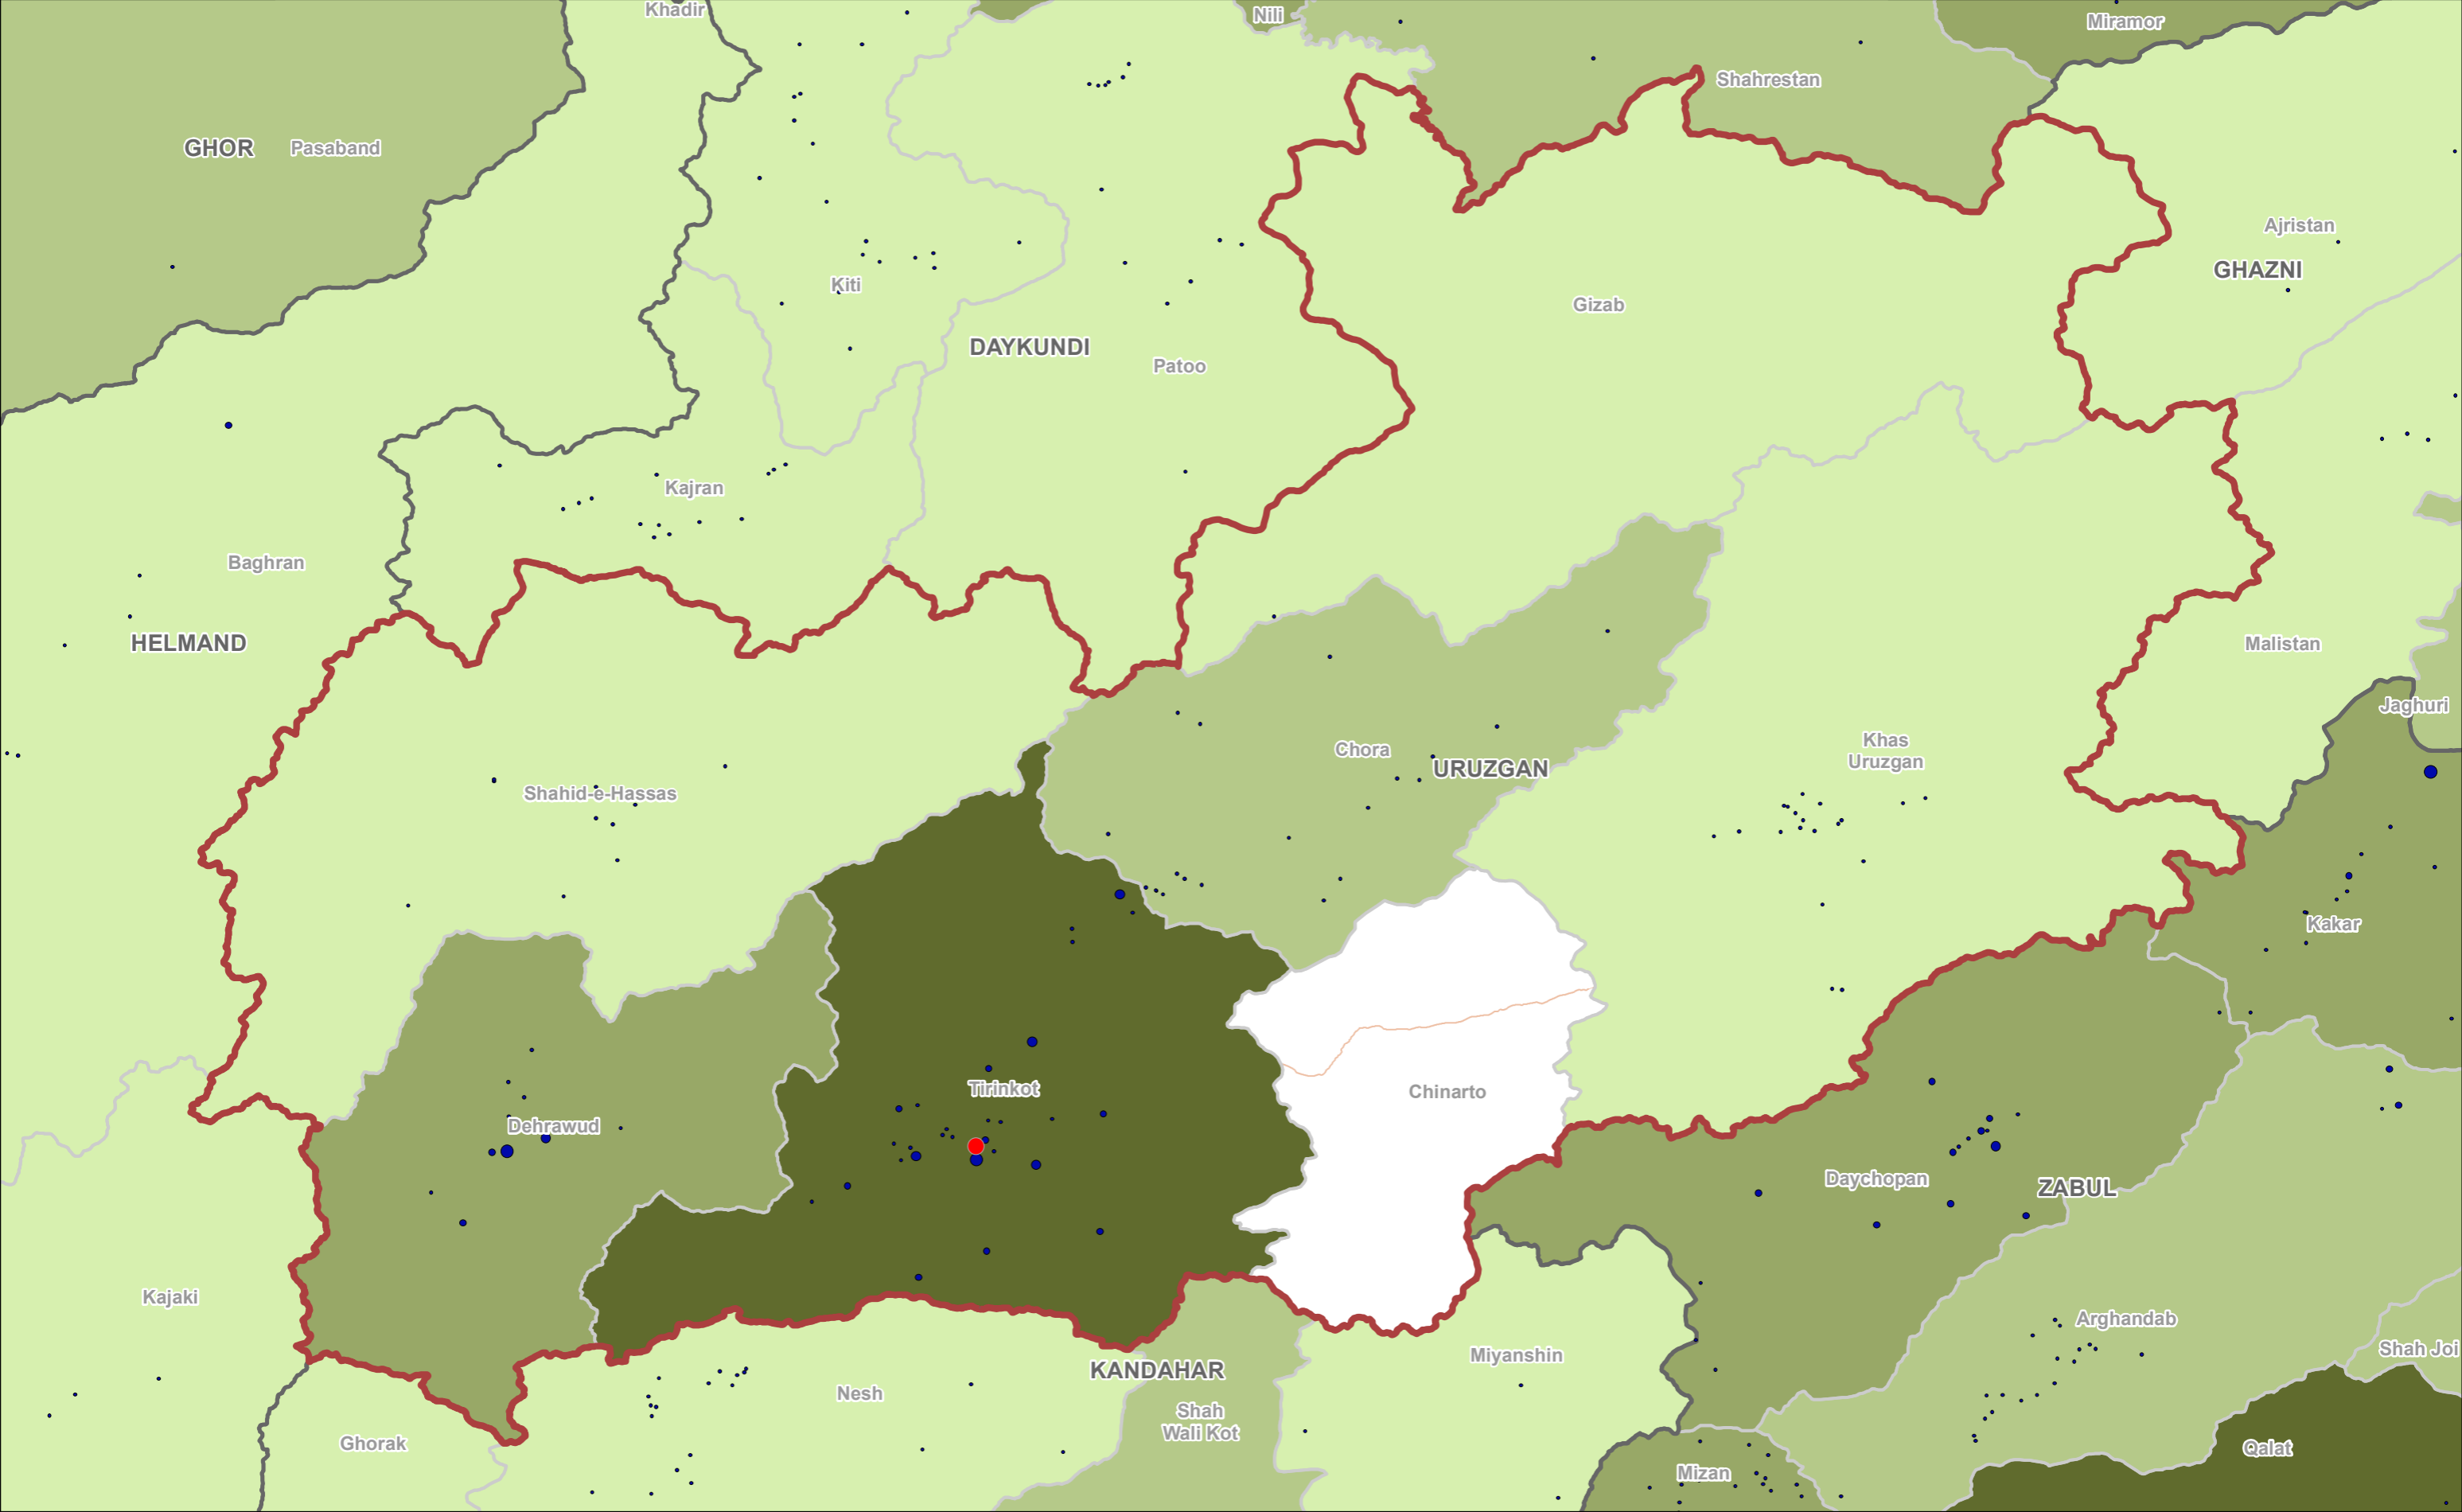 Khadir
Nili
Miramor
Shahrestan
GHOR
Pasaband
Ajristan
GHAZNI
Kiti
Gizab
DAYKUNDI
Patoo
Kajran
Baghran
HELMAND
Malistan
Jaghuri
Khas
Uruzgan
Chora
URUZGAN
Shahid-e-Hassas
Kakar
Tirinkot
Chinarto
Dehrawud
Daychopan
ZABUL
Kajaki
Arghandab
Shah Joi
Miyanshin
KANDAHAR
Nesh
Shah
Wali Kot
Ghorak
Qalat
Mizan